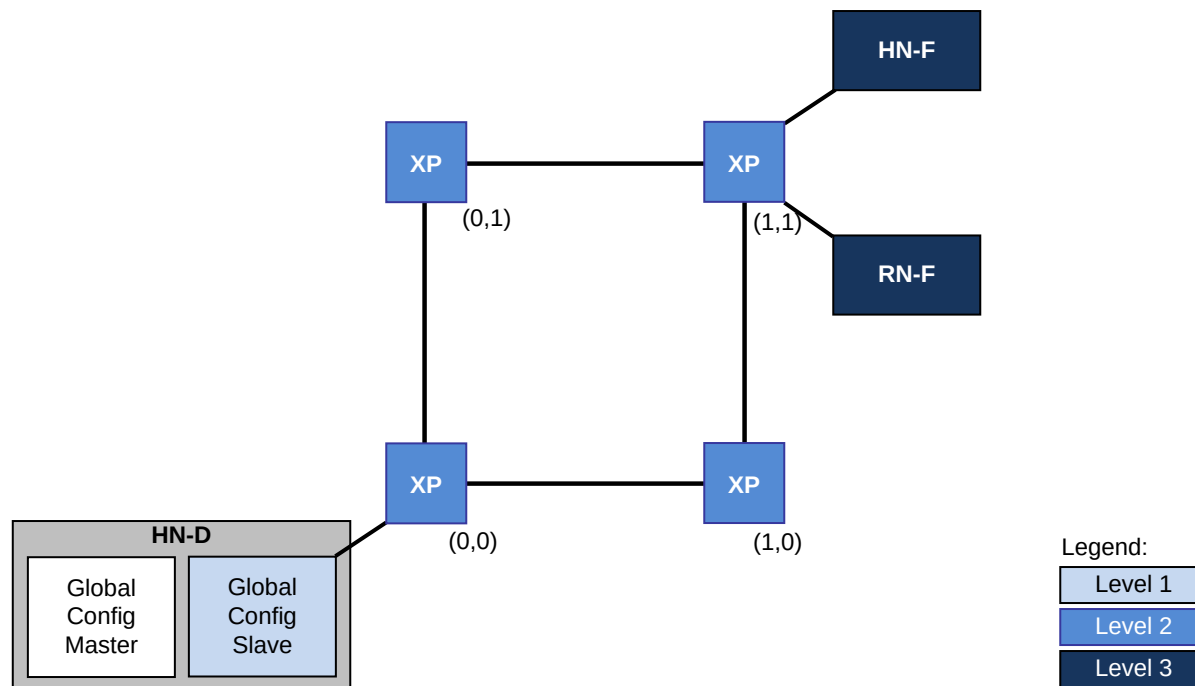 HN-F
XP
XP
(0,1)
(1,1)
RN-F
XP
XP
(0,0)
(1,0)
HN-D
Global
Config
Master
Global
Config
Slave
Legend:
Level 1
Level 2
Level 3